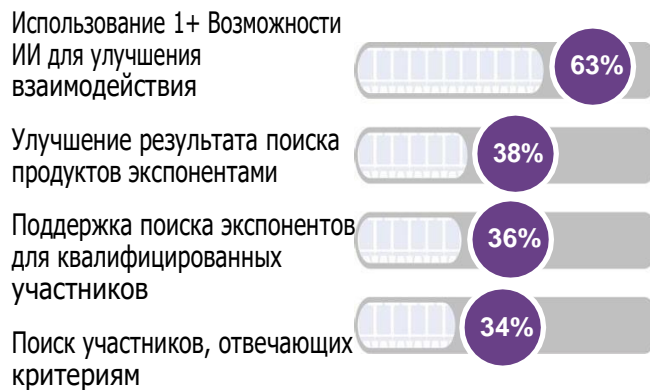 Использование 1+ Возможности
ИИ для улучшения
взаимодействия
63%
Улучшение результата поиска
продуктов экспонентами
38%
Поддержка поиска экспонентов
для квалифицированных
участников
36%
Поиск участников, отвечающих
критериям
34%